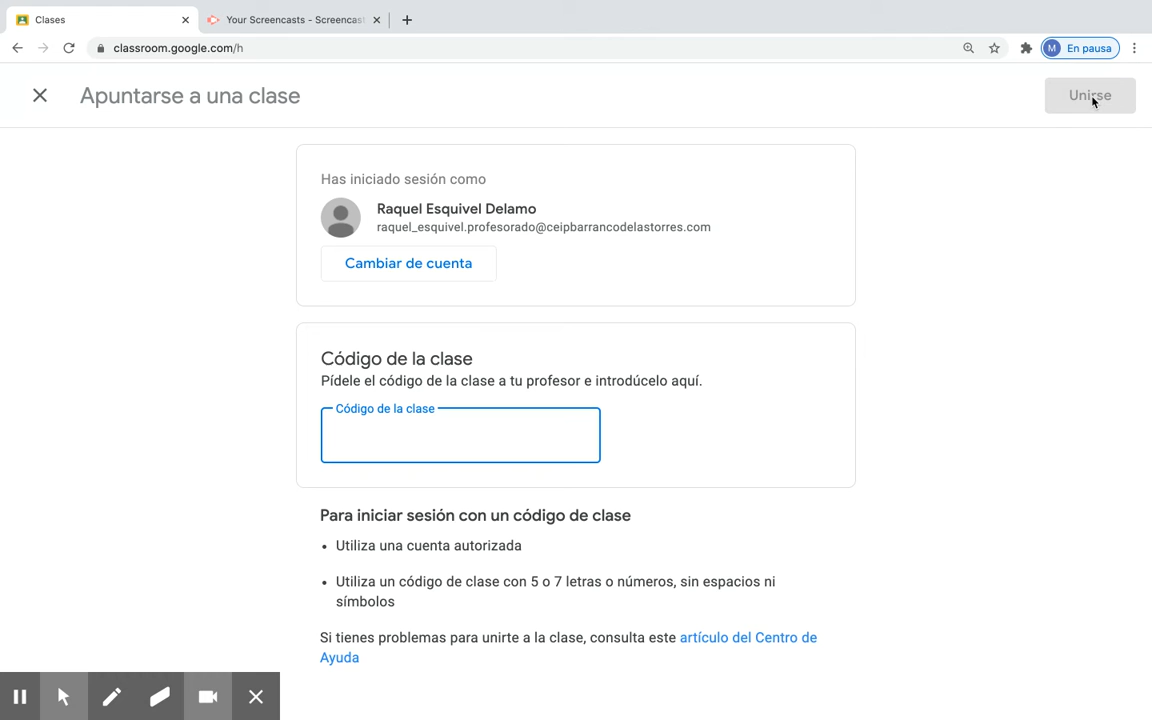 Clases
Your Screencasts - Screencas
classroom.google.com/h
M En pausa
Apuntarse a una clase
Unirse
Has iniciado sesión como
Raquel Esquivel Delamo
raquel_esquivel.profesorado@ceipbarrancodelastorres.com
Cambiar de cuenta
Código de la clase
Pídele el código de la clase a tu profesor e introdúcelo aquí.
Código de la clase
Para iniciar sesión con un código de clase
• Utiliza una cuenta autorizada
• Utiliza un código de clase con 5 o 7 letras o números, sin espacios ni
símbolos
Si tienes problemas para unirte a la clase, consulta este artículo del Centro de
Ayuda